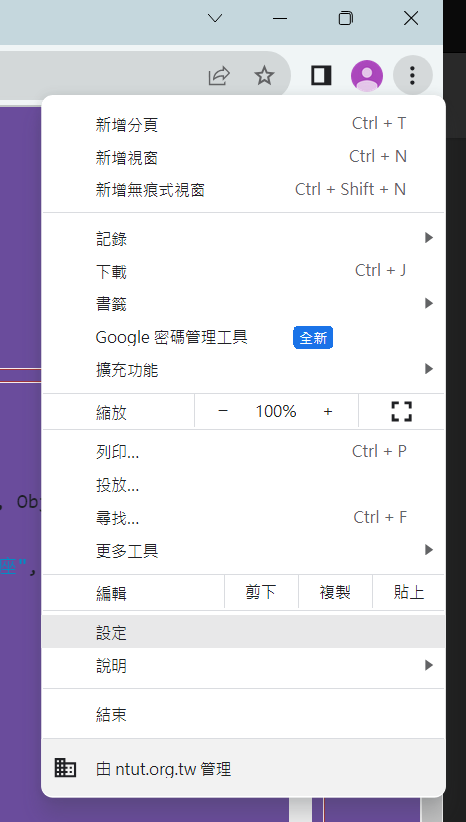 新增分頁 Ctrl + T
新增視窗 Ctrl + N
新增無痕式視窗 Ctrl + Shift + N
記錄
下載 Ctrl + J
書籤
Google 密碼管理工具 全新
擴充功能
縮放 − 100% +
列印... Ctrl + P
投放...
, Obj
尋找... Ctrl + F
更多工具
座",
編輯 剪下 複製 貼上
設定
說明
結束
由 ntut.org.tw 管理